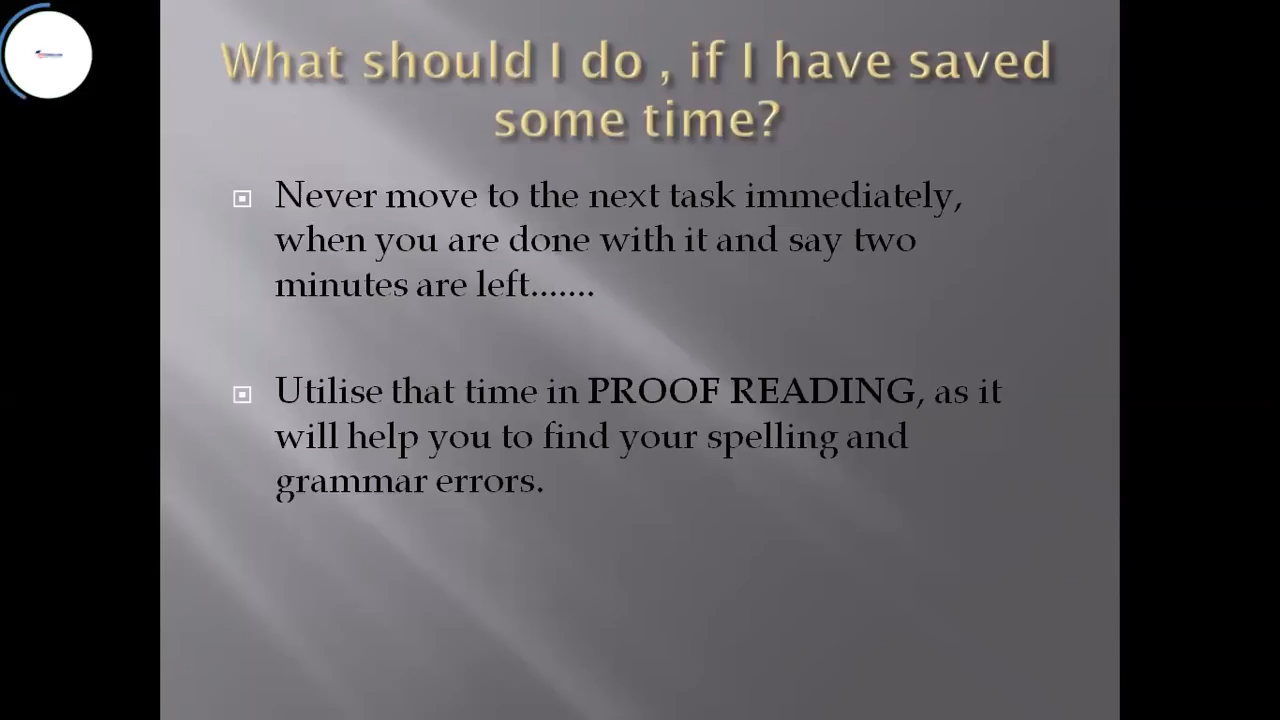 What should I do , if I have saved
some time?
Never move to the next task immediately,
when you are done with it and say two
minutes are left.......
Utilise that time in PROOF READING, as it
will help you to find your spelling and
grammar errors.